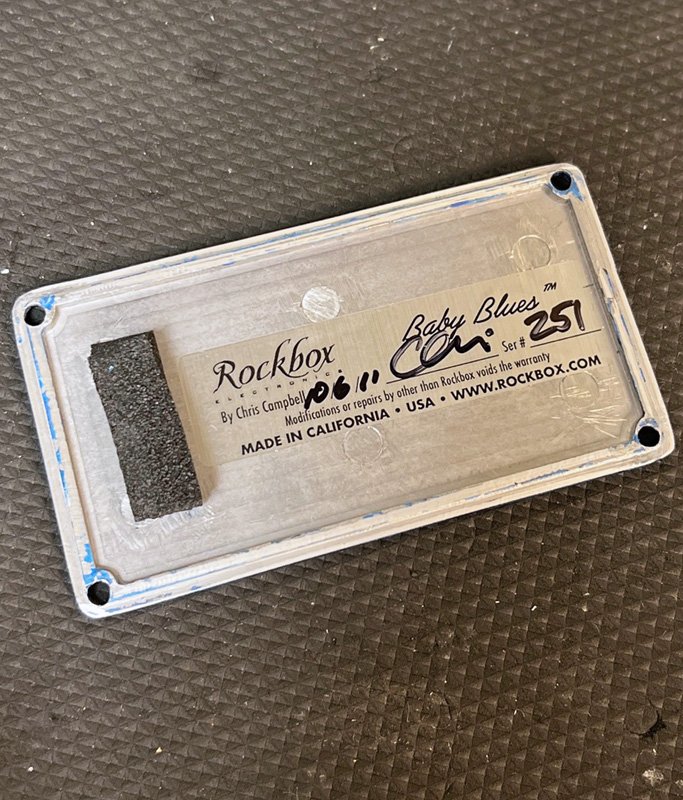 Rockbox
ELECTRONICS
Baby Blues™
By Chris Campbell 10 6 11
Ser # 251
Modifications or repairs by other than Rockbox voids the warranty
MADE IN CALIFORNIA • USA • WWW.ROCKBOX.COM